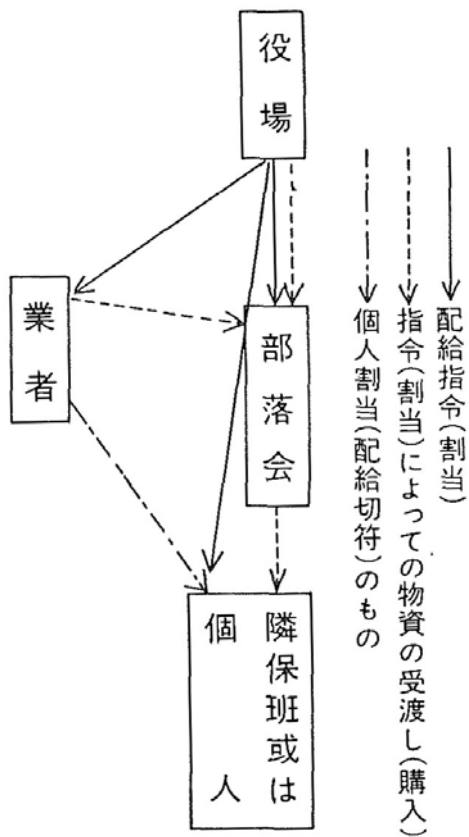 配給指令(割当)
指令(割当)によっての物資の受渡し(購入)
個人割当(配給切符)のもの
役場
部落会
業者
隣保班或は
個人